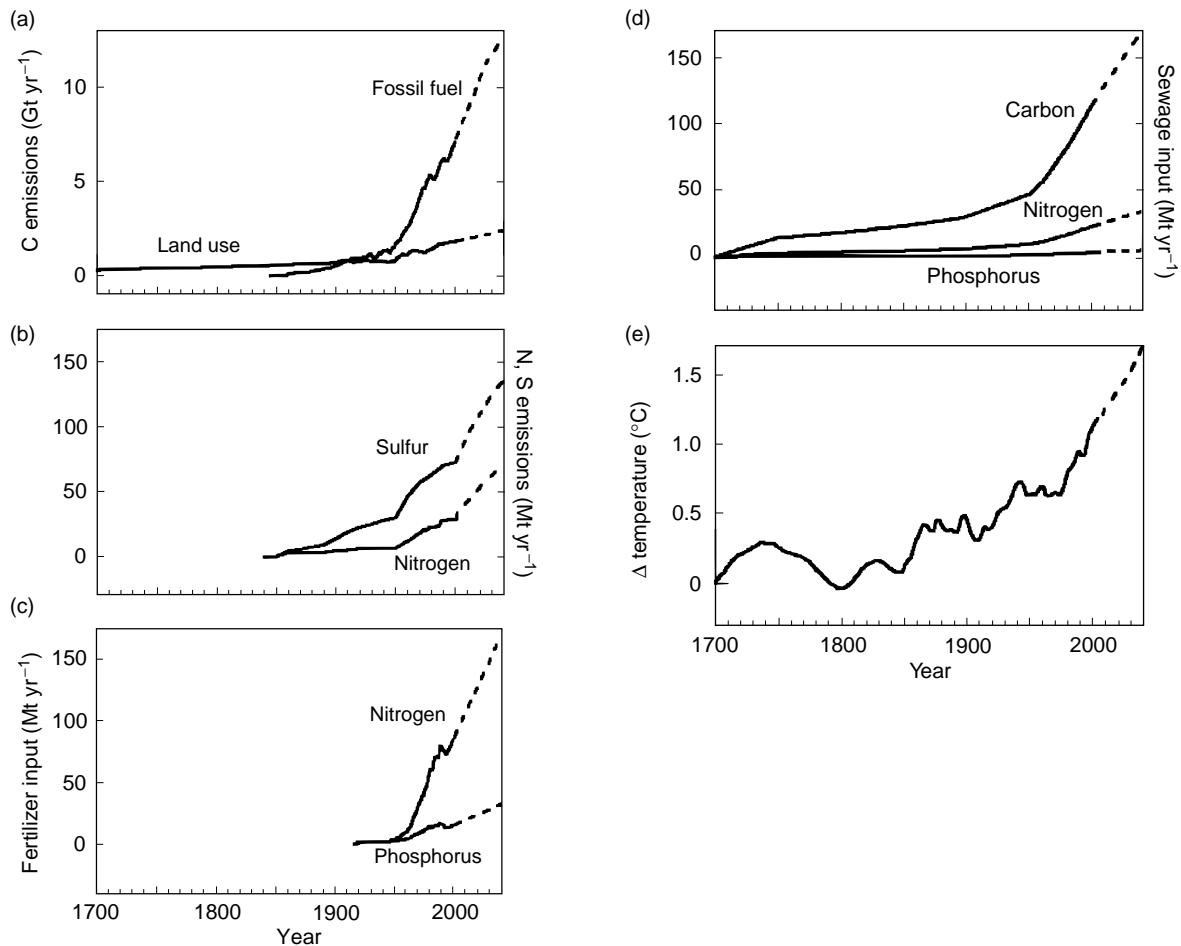 (a)
C emissions (Gt yr−1)
10
5
0
Fossil fuel
Land use
(b)
N, S emissions (Mt yr−1)
150
100
50
0
Sulfur
Nitrogen
(c)
Fertilizer input (Mt yr−1)
150
100
50
0
Nitrogen
Phosphorus
1700
1800
1900
2000
Year
(d)
Sewage input (Mt yr−1)
150
100
50
0
Carbon
Nitrogen
Phosphorus
(e)
Δ temperature (°C)
1.5
1.0
0.5
0
1700
1800
1900
2000
Year